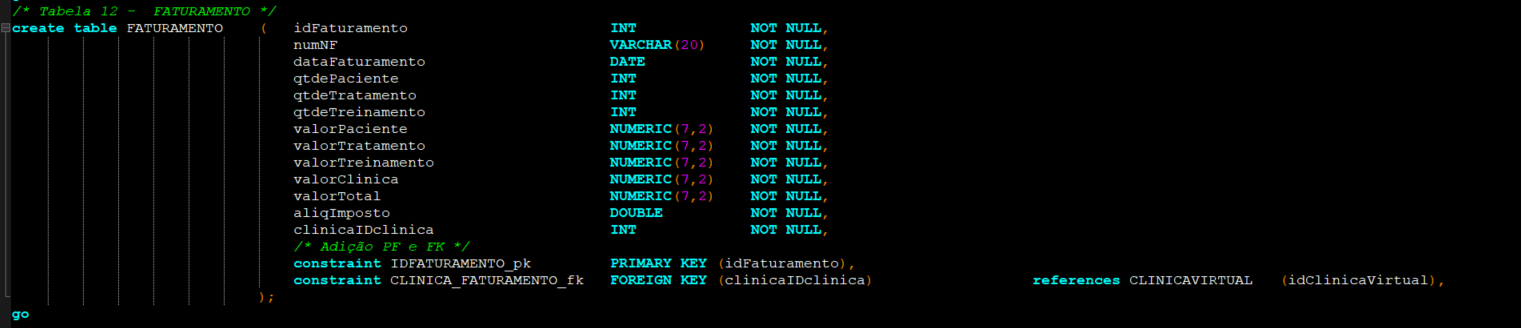 /* Tabela 12 -  FATURAMENTO */
create table FATURAMENTO    (   idFaturamento                       INT             NOT NULL,
numNF                               VARCHAR(20)     NOT NULL,
dataFaturamento                     DATE            NOT NULL,
qtdePaciente                        INT             NOT NULL,
qtdeTratamento                      INT             NOT NULL,
qtdeTreinamento                     INT             NOT NULL,
valorPaciente                       NUMERIC(7,2)    NOT NULL,
valorTratamento                     NUMERIC(7,2)    NOT NULL,
valorTreinamento                    NUMERIC(7,2)    NOT NULL,
valorClinica                        NUMERIC(7,2)    NOT NULL,
valorTotal                          NUMERIC(7,2)    NOT NULL,
aliqImposto                         DOUBLE          NOT NULL,
clinicaIDclinica                    INT             NOT NULL,
/* Adição PF e FK */
constraint IDFATURAMENTO_pk         PRIMARY KEY (idFaturamento),
constraint CLINICA_FATURAMENTO_fk   FOREIGN KEY (clinicaIDclinica)                  references CLINICAVIRTUAL   (idClinicaVirtual),
);
go